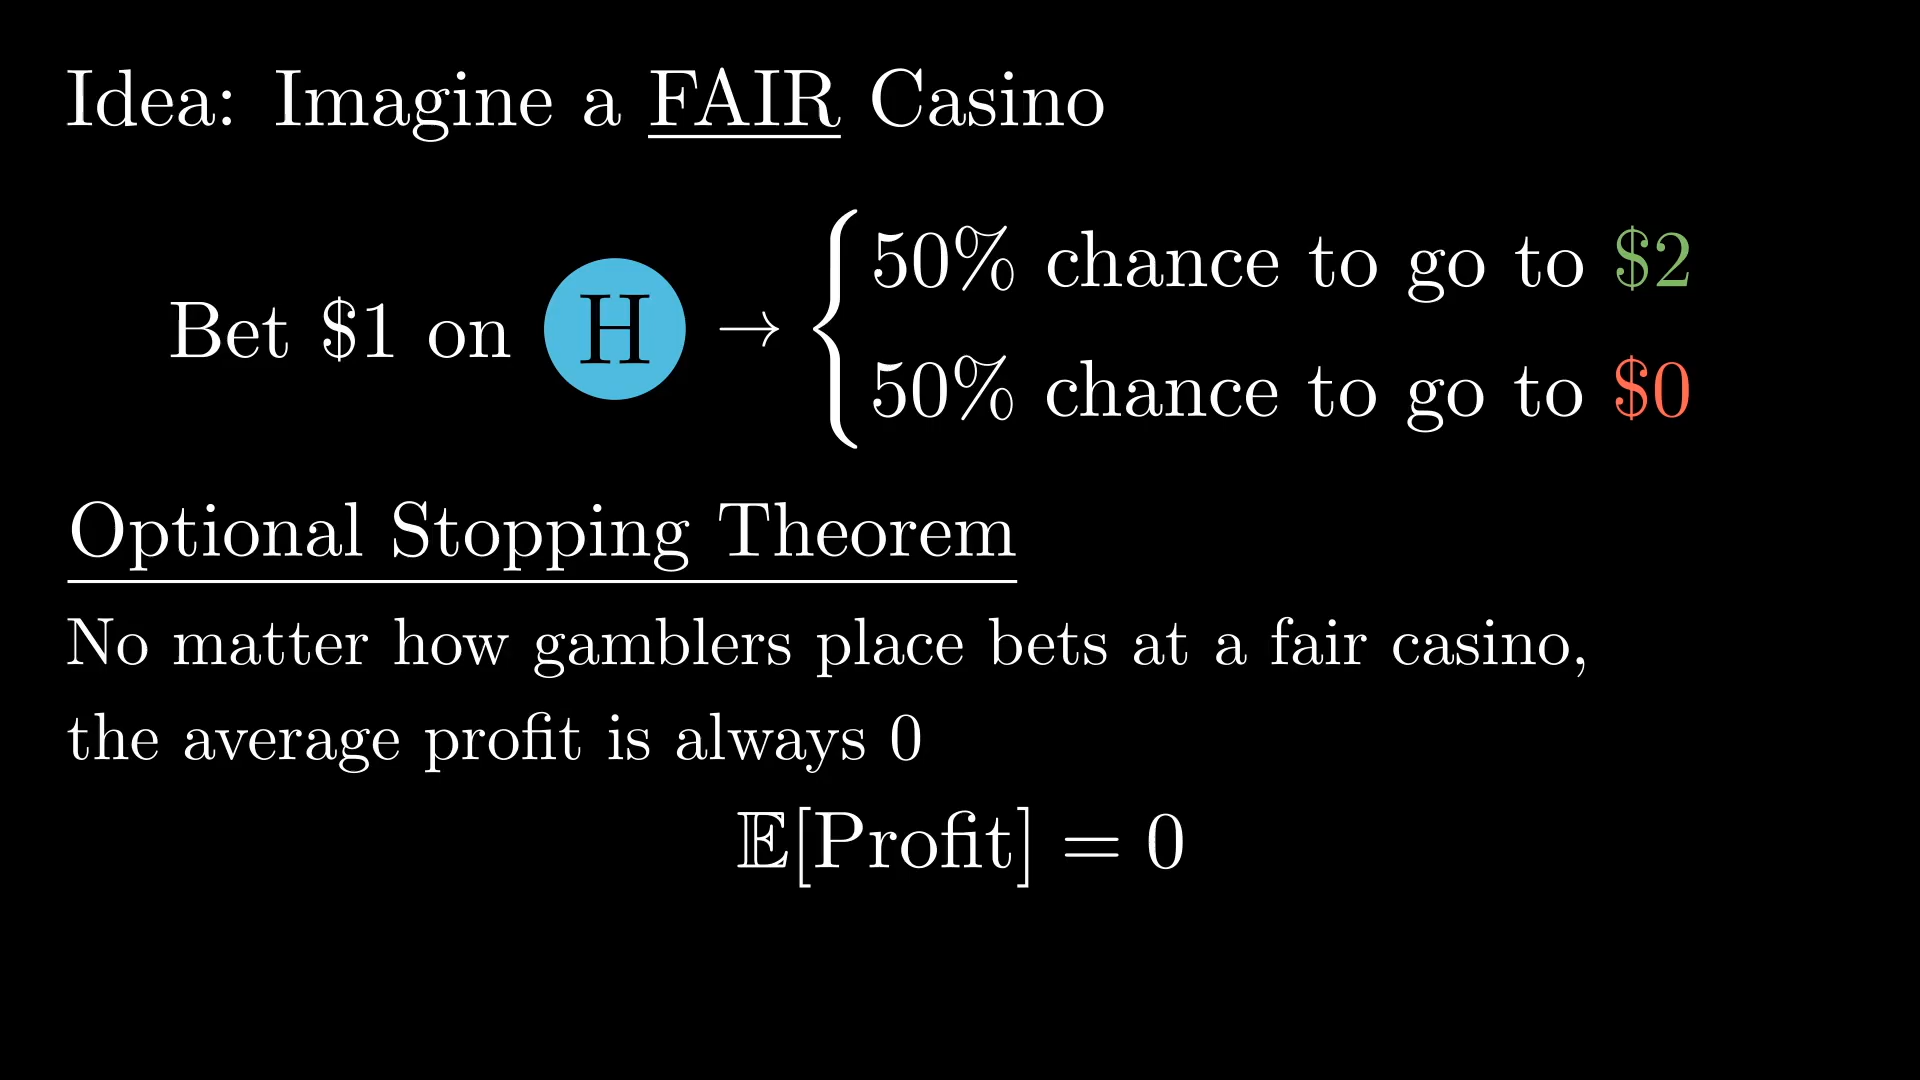 Idea: Imagine a FAIR Casino
50% chance to go to $2
Bet $1 on H →
50% chance to go to $0
Optional Stopping Theorem
No matter how gamblers place bets at a fair casino,
the average profit is always 0
𝔼[Profit] = 0